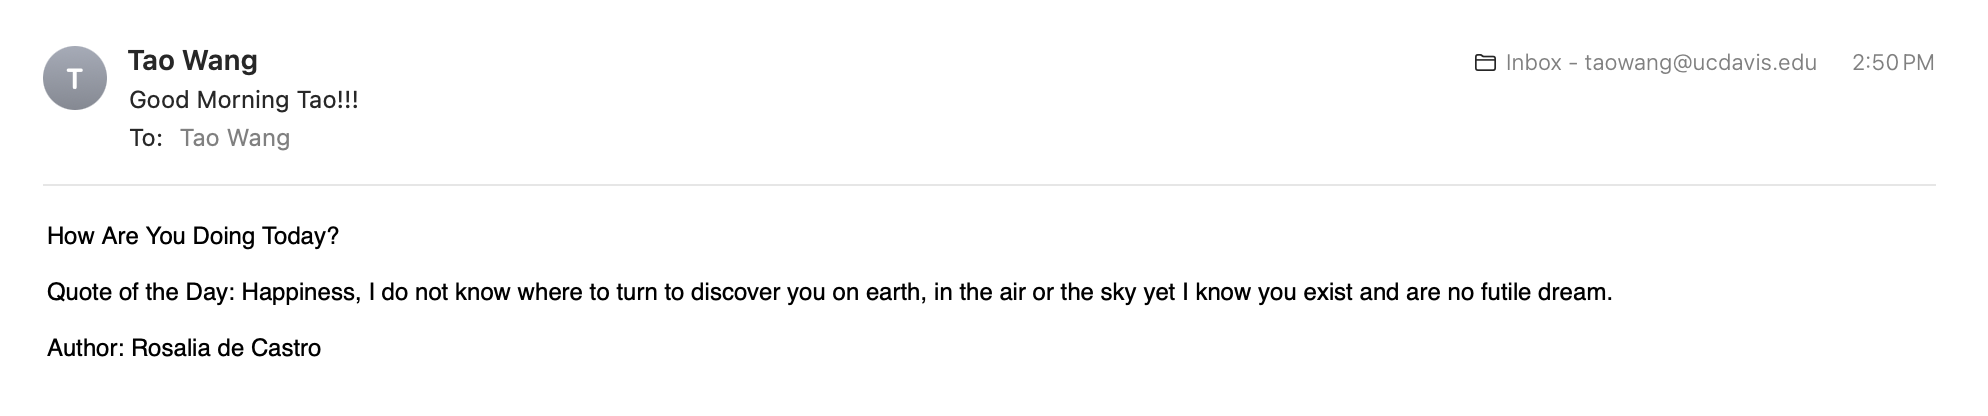 T
Tao Wang
Inbox - taowang@ucdavis.edu 2:50 PM
Good Morning Tao!!!
To: Tao Wang
How Are You Doing Today?
Quote of the Day: Happiness, I do not know where to turn to discover you on earth, in the air or the sky yet I know you exist and are no futile dream.
Author: Rosalia de Castro